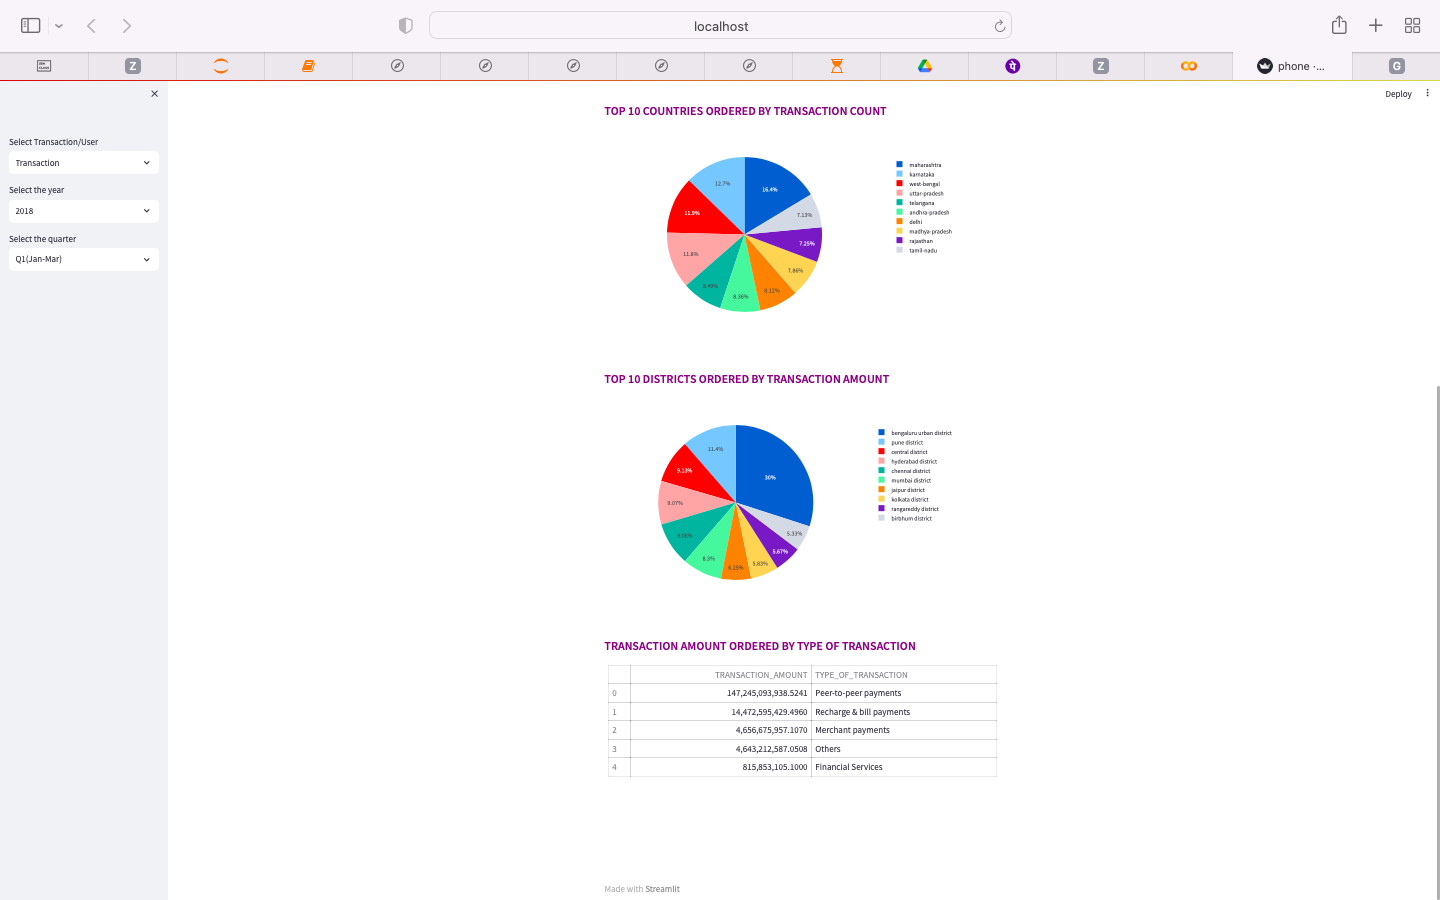 localhost
Z
Z
phone ·...
G
Deploy
Select Transaction/User
Transaction
Select the year
2018
Select the quarter
Q1(Jan-Mar)
TOP 10 COUNTRIES ORDERED BY TRANSACTION COUNT
12.7%
16.4%
11.9%
7.13%
7.25%
11.8%
7.86%
8.12%
8.36%
maharashtra
karnataka
west-bengal
uttar-pradesh
telangana
andhra-pradesh
delhi
madhya-pradesh
rajasthan
tamil-nadu
TOP 10 DISTRICTS ORDERED BY TRANSACTION AMOUNT
11.4%
9.13%
30%
9.07%
5.33%
5.67%
8.3%
5.83%
6.25%
bengaluru urban district
pune district
central district
hyderabad district
chennai district
mumbai district
jaipur district
kolkata district
rangareddy district
birbhum district
TRANSACTION AMOUNT ORDERED BY TYPE OF TRANSACTION
TRANSACTION_AMOUNT TYPE_OF_TRANSACTION
0 147,245,093,938.5241 Peer-to-peer payments
1 14,472,595,429.4960 Recharge & bill payments
2 4,656,675,957.1070 Merchant payments
3 4,643,212,587.0508 Others
4 815,853,105.1000 Financial Services
Made with Streamlit